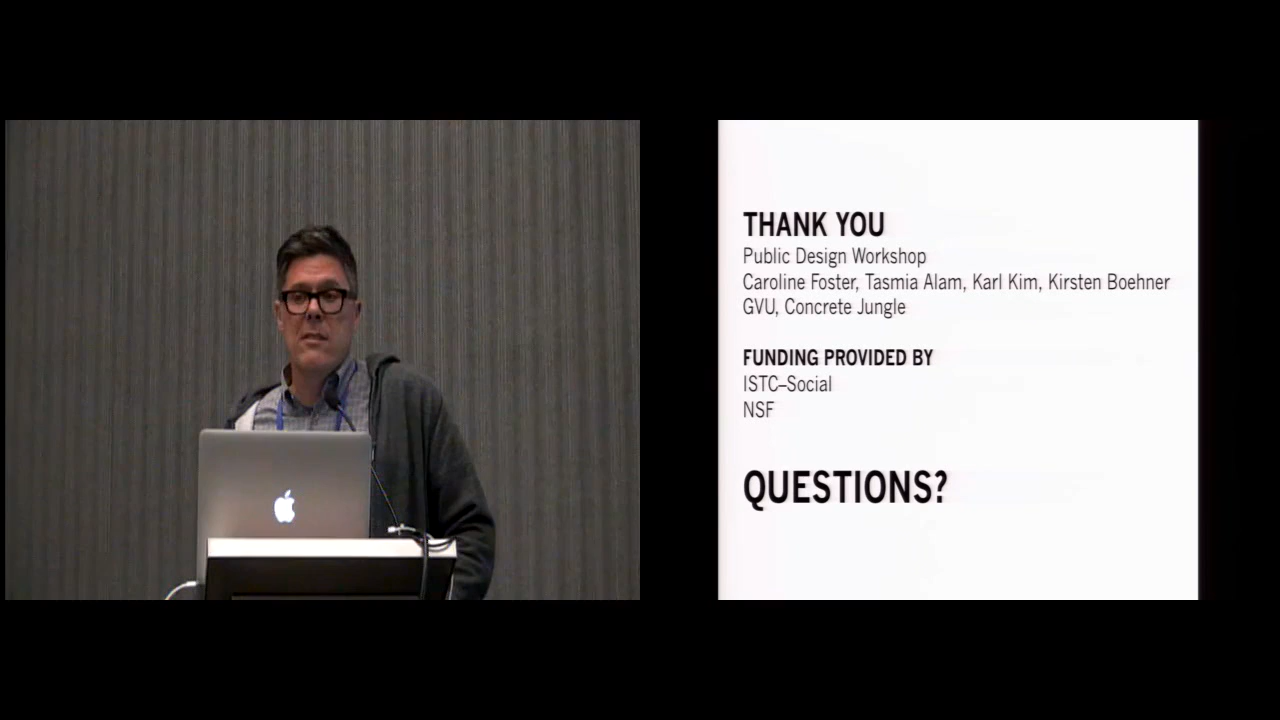 THANK YOU
Public Design Workshop
Caroline Foster, Tasmia Alam, Karl Kim, Kirsten Boehner
GVU, Concrete Jungle
FUNDING PROVIDED BY
ISTC–Social
NSF
QUESTIONS?